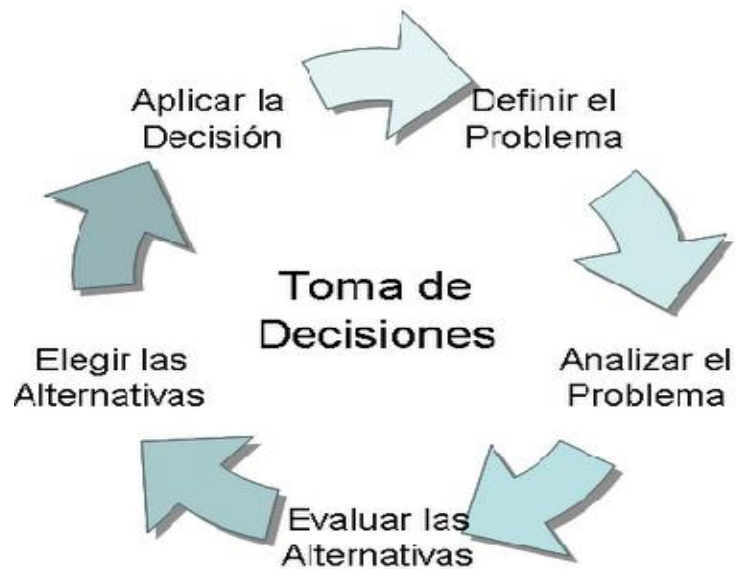 Aplicar la
Decisión
Definir el
Problema
Toma de
Decisiones
Analizar el
Problema
Evaluar las
Alternativas
Elegir las
Alternativas